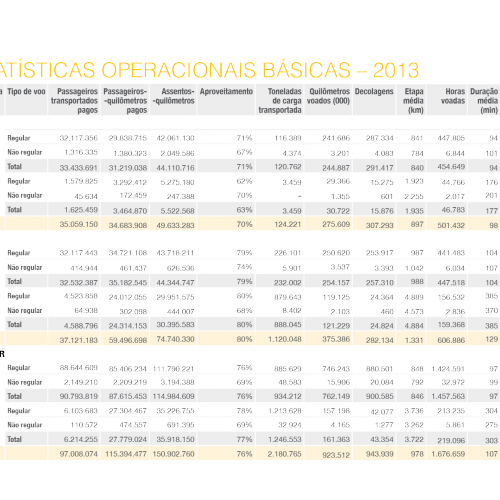 ATÍSTICAS OPERACIONAIS BÁSICAS – 2013
a Tipo de voo Passageiros transportados pagos Passageiros-quilômetros pagos Assentos-quilômetros Aproveitamento Toneladas de carga transportada Quilômetros voados (000) Decolagens Etapa média (km) Horas voadas Duração média (min)
Regular 32.117.356 29.838.715 42.061.130 71% 116.389 241.686 287.334 841 447.805 94
Não regular 1.316.335 1.380.323 2.049.586 67% 4.374 3.201 4.083 784 6.844 101
Total 33.433.691 31.219.038 44.110.716 71% 120.762 244.887 291.417 840 454.649 94
Regular 1.579.825 3.292.412 5.275.180 62% 3.459 29.366 15.275 1.923 44.766 176
Não regular 45.634 172.459 247.388 70% – 1.355 601 2.255 2.017 201
Total 1.625.459 3.464.870 5.522.568 63% 3.459 30.722 15.876 1.935 46.783 177
35.059.150 34.683.908 49.633.283 70% 124.221 275.609 307.293 897 501.432 98
Regular 32.117.443 34.721.108 43.718.211 79% 226.101 250.620 253.917 987 441.483 104
Não regular 414.944 461.437 626.536 74% 5.901 3.537 3.393 1.042 6.034 107
Total 32.532.387 35.182.545 44.344.747 79% 232.002 254.157 257.310 988 447.518 104
Regular 4.523.858 24.012.055 29.951.575 80% 879.643 119.125 24.364 4.889 156.532 385
Não regular 64.938 302.098 444.007 68% 8.402 2.103 460 4.573 2.836 370
Total 4.588.796 24.314.153 30.395.583 80% 888.045 121.229 24.824 4.884 159.368 385
37.121.183 59.496.698 74.740.330 80% 1.120.048 375.386 282.134 1.331 606.886 129
R
Regular 88.644.609 85.406.234 111.790.221 76% 885.629 746.243 880.501 848 1.424.591 97
Não regular 2.149.210 2.209.219 3.194.388 69% 48.583 15.906 20.084 792 32.972 99
Total 90.793.819 87.615.453 114.984.609 76% 934.212 762.149 900.585 846 1.457.563 97
Regular 6.103.683 27.304.467 35.226.755 78% 1.213.628 157.198 42.077 3.736 213.235 304
Não regular 110.572 474.557 691.395 69% 32.924 4.165 1.277 3.262 5.861 275
Total 6.214.255 27.779.024 35.918.150 77% 1.246.553 161.363 43.354 3.722 219.096 303
97.008.074 115.394.477 150.902.760 76% 2.180.765 923.512 943.939 978 1.676.659 107